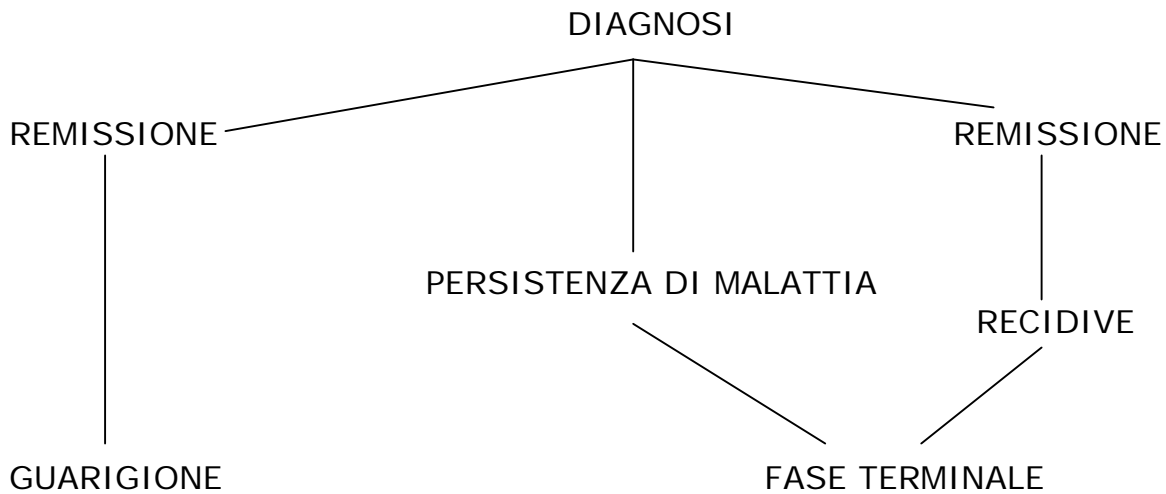 DIAGNOSI
REMISSIONE
REMISSIONE
PERSISTENZA DI MALATTIA
RECIDIVE
GUARIGIONE
FASE TERMINALE